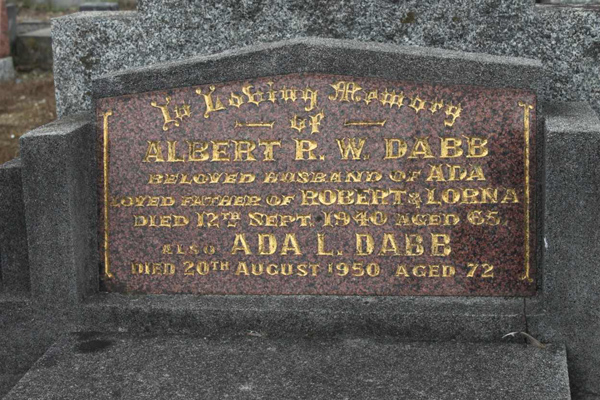 In Loving Memory
of
ALBERT R. W. DABB
BELOVED HUSBAND OF ADA
LOVED FATHER OF ROBERT & LORNA
DIED 12TH SEPT. 1940 AGED 65.
ALSO ADA L. DABB
DIED 20TH AUGUST 1950 AGED 72